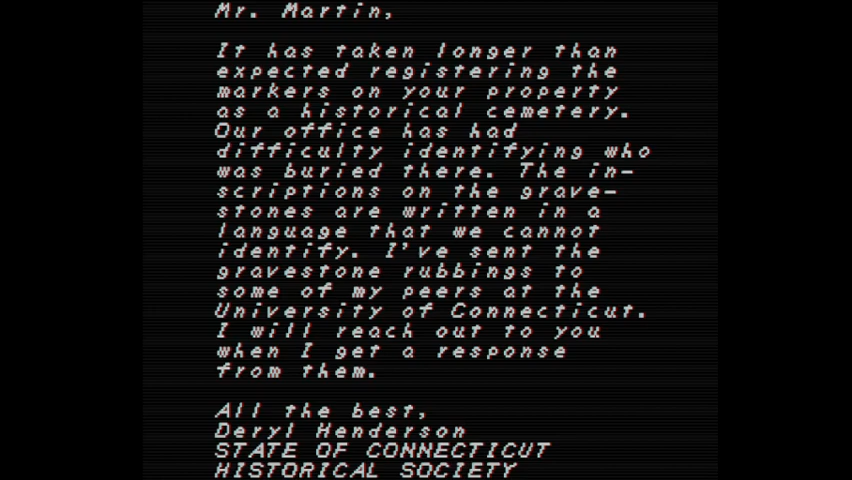 Mr. Martin,
It has taken longer than
expected registering the
markers on your property
as a historical cemetery.
Our office has had
difficulty identifying who
was buried there. The in-
scriptions on the grave-
stones are written in a
language that we cannot
identify. I've sent the
gravestone rubbings to
some of my peers at the
University of Connecticut.
I will reach out to you
when I get a response
from them.
All the best,
Deryl Henderson
STATE OF CONNECTICUT
HISTORICAL SOCIETY